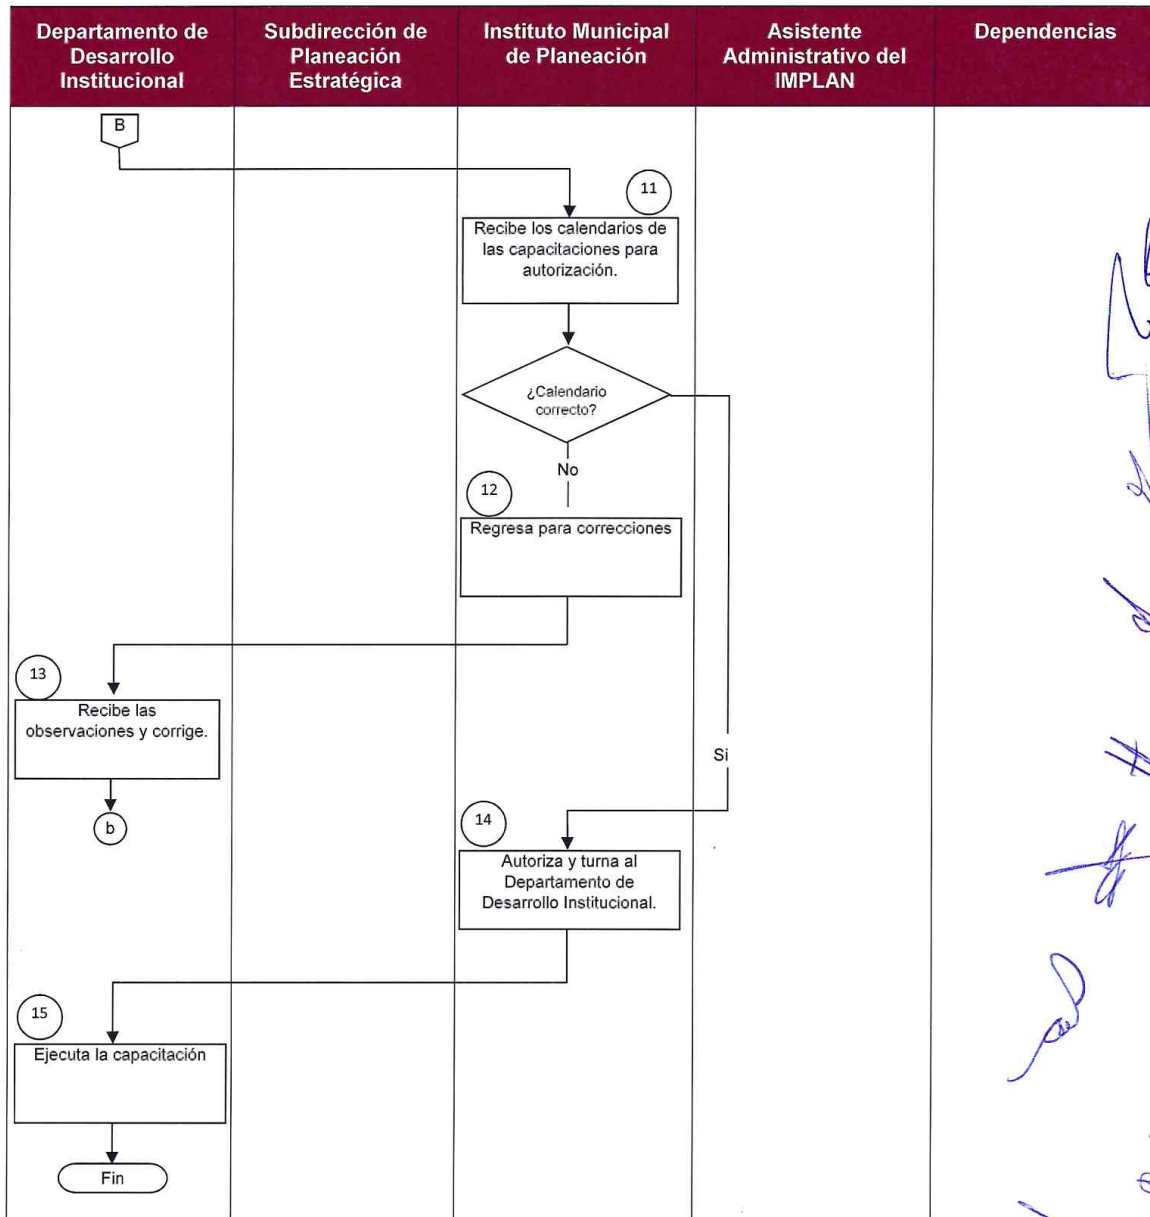 Departamento de
Desarrollo
Institucional
Subdirección de
Planeación
Estratégica
Instituto Municipal
de Planeación
Asistente
Administrativo del
IMPLAN
Dependencias
B
11
Recibe los calendarios de
las capacitaciones para
autorización.
¿Calendario
correcto?
No
12
Regresa para correcciones
13
Recibe las
observaciones y corrige.
b
Si
14
Autoriza y turna al
Departamento de
Desarrollo Institucional.
15
Ejecuta la capacitación
Fin